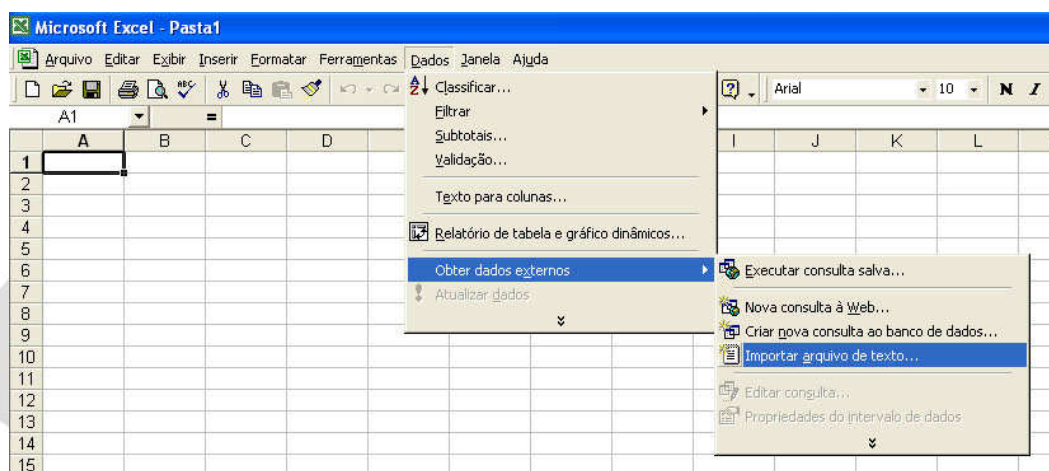 Microsoft Excel - Pasta1
Arquivo Editar Exibir Inserir Formatar Ferramentas Dados Janela Ajuda
ABC
Arial 10 N I
A1 =
A B C D I J K L
Classificar...
Filtrar
Subtotais...
Validação...
Texto para colunas...
Relatório de tabela e gráfico dinâmicos...
Obter dados externos
Atualizar dados
Executar consulta salva...
Nova consulta à Web...
Criar nova consulta ao banco de dados...
Importar arquivo de texto...
Editar consulta...
Propriedades do intervalo de dados
1
2
3
4
5
6
7
8
9
10
11
12
13
14
15